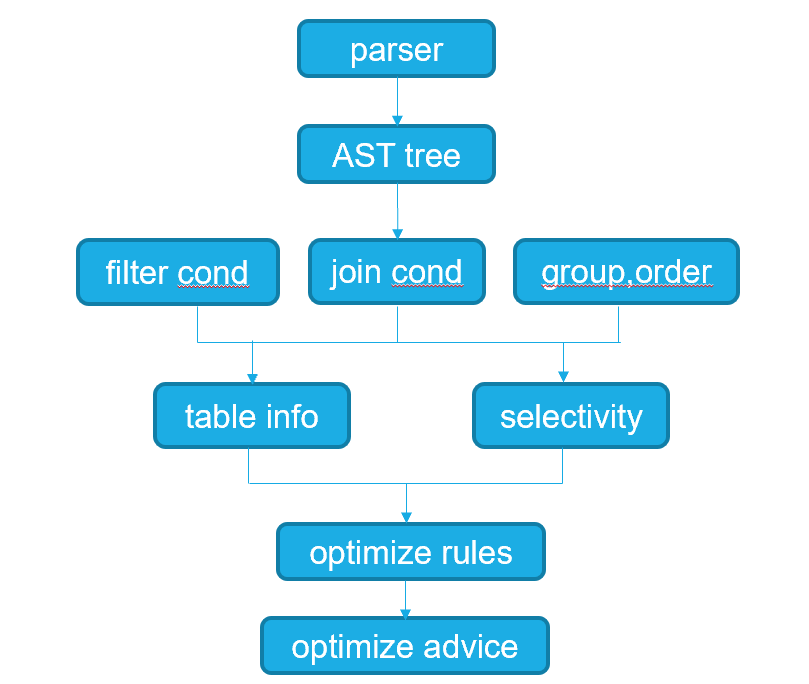 parser
AST tree
filter cond
join cond
group,order
table info
selectivity
optimize rules
optimize advice